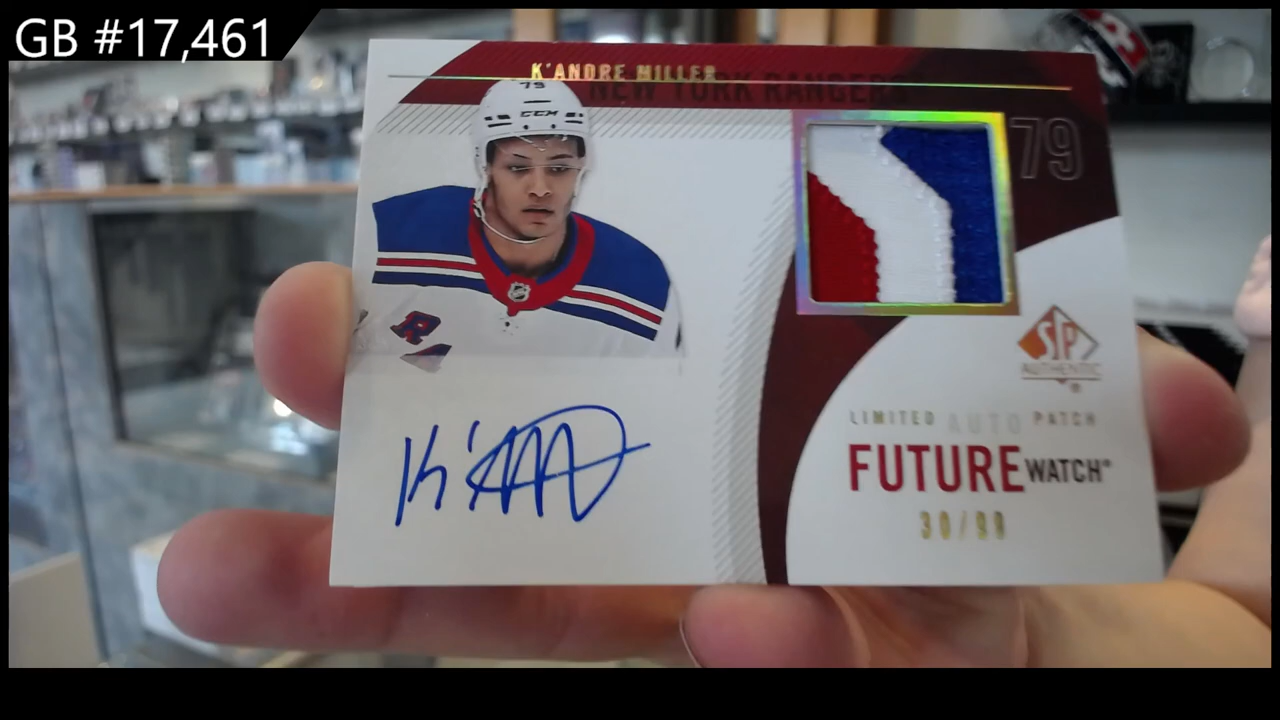 GB #17,461
K'ANDRE MILLER
NEW YORK RANGERS
79
79
CCM
R
SP
AUTHENTIC
LIMITED AUTO PATCH
FUTURE WATCH®
30/99
K'AM